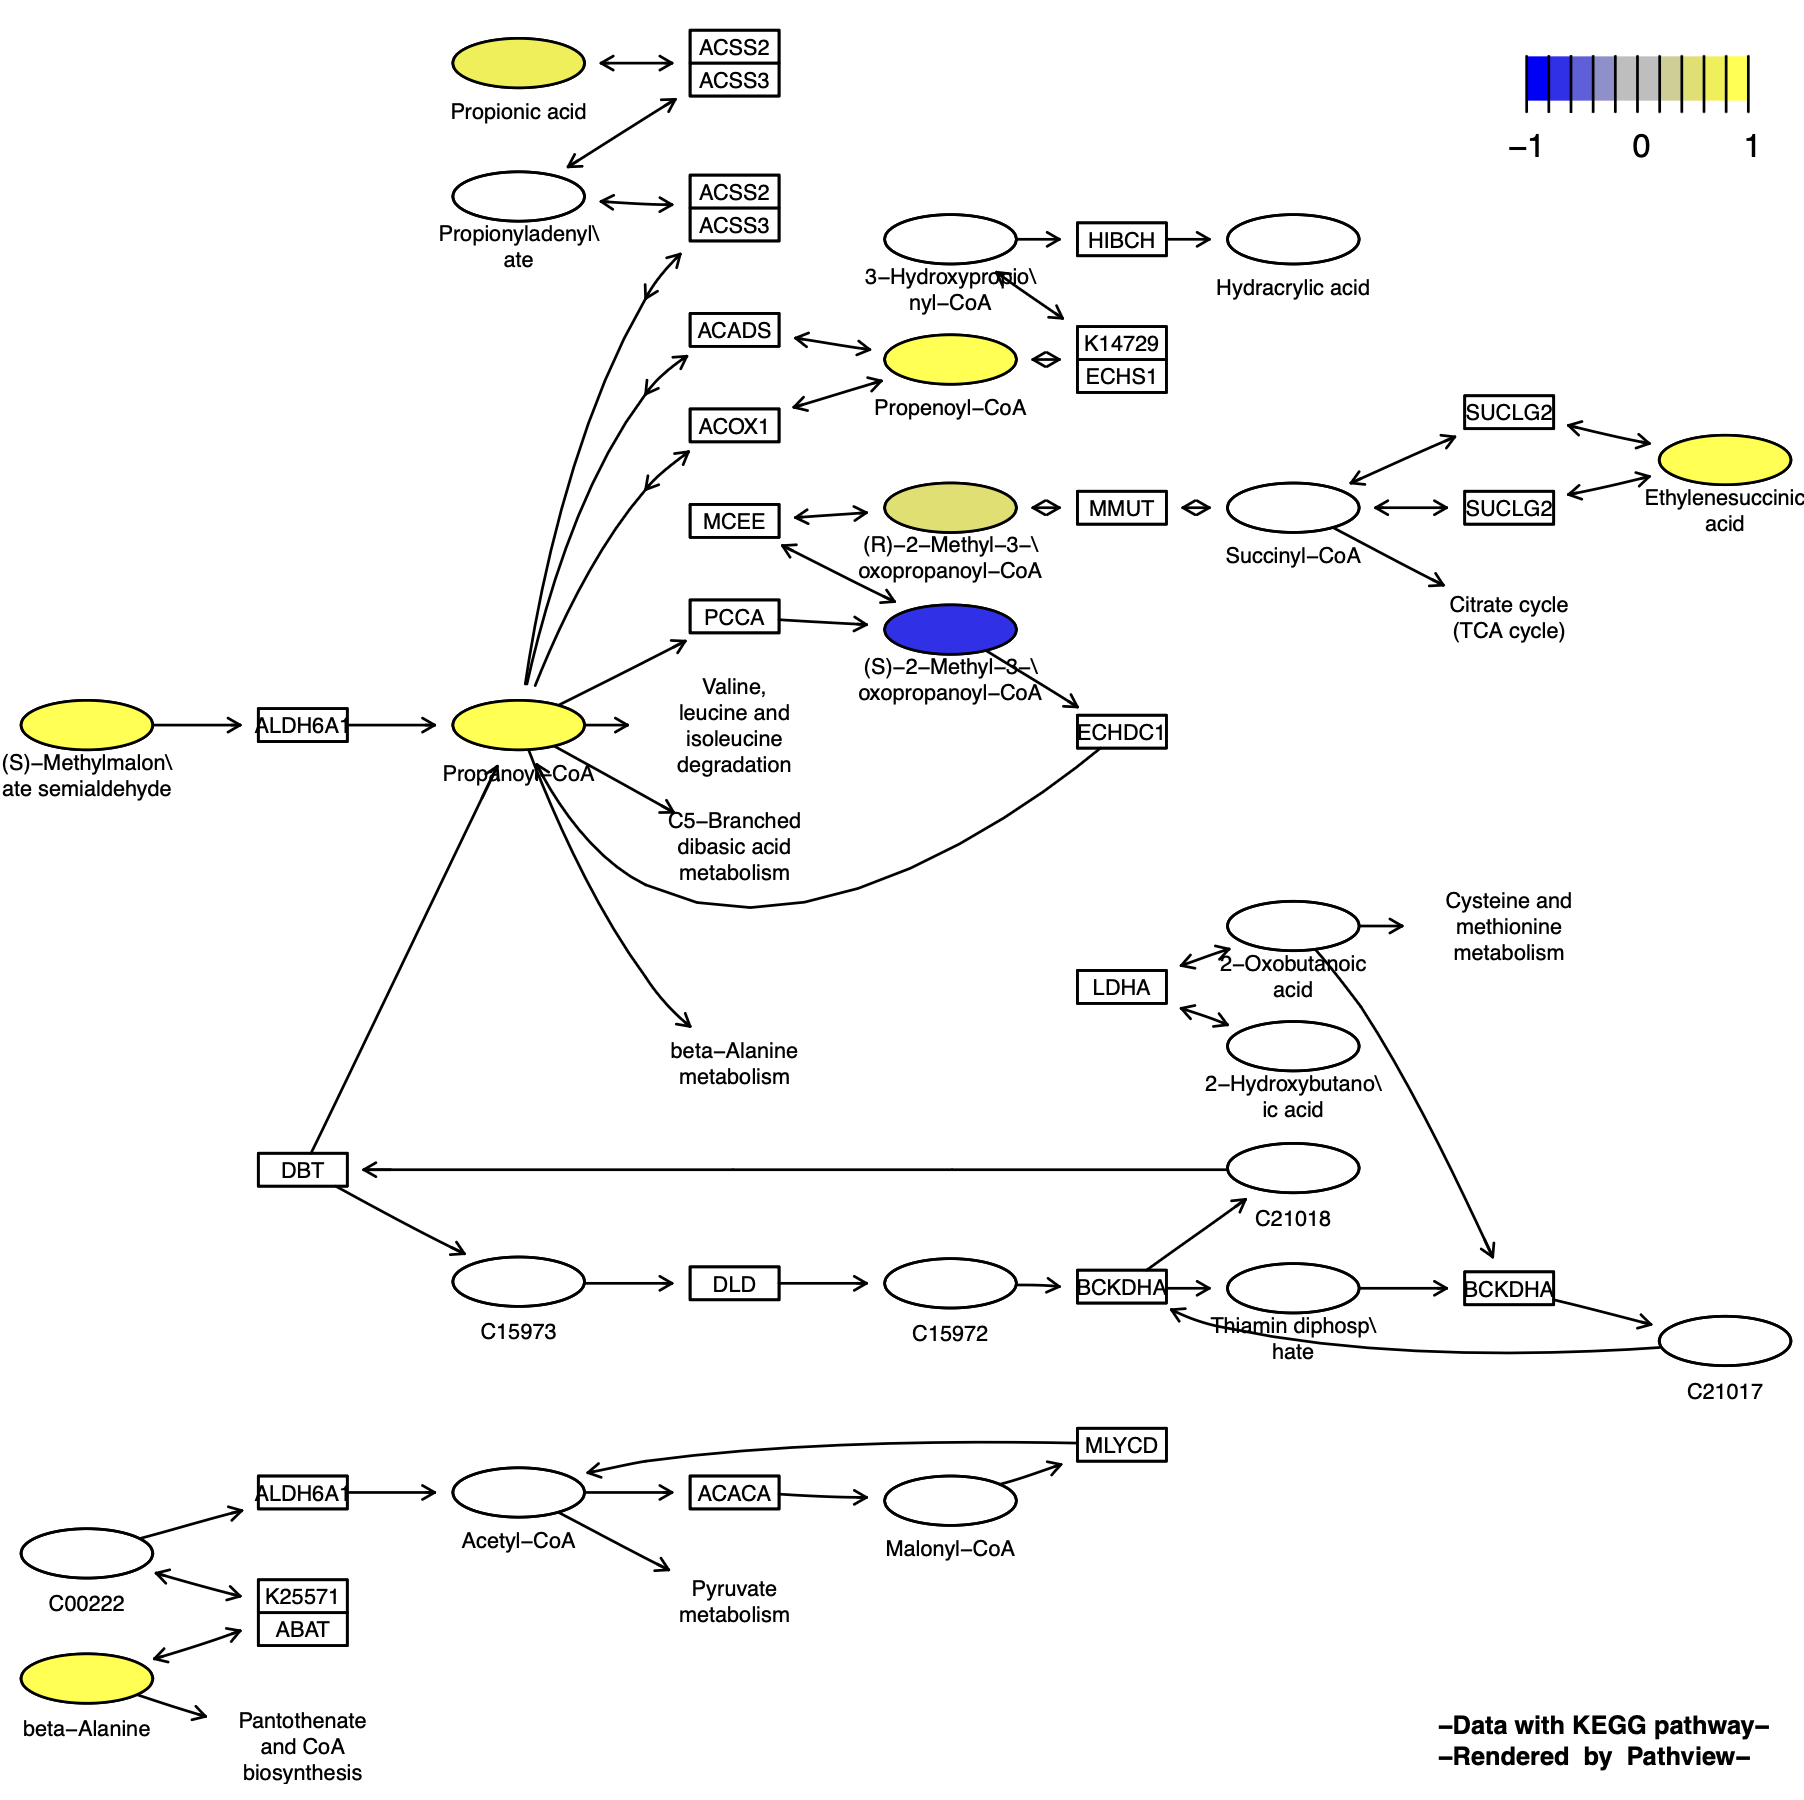 ACSS2
ACSS3
Propionic acid
−1 0 1
ACSS2
ACSS3
Propionyladenyl\
ate
HIBCH
3−Hydroxypropio\
nyl−CoA
Hydracrylic acid
ACADS
K14729
ECHS1
Propenoyl−CoA
ACOX1
SUCLG2
MCEE
MMUT
SUCLG2
Ethylenesuccinic
acid
(R)−2−Methyl−3−\
oxopropanoyl−CoA
Succinyl−CoA
Citrate cycle
(TCA cycle)
PCCA
(S)−2−Methyl−3−\
oxopropanoyl−CoA
Valine,
leucine and
isoleucine
degradation
ALDH6A1
ECHDC1
(S)−Methylmalon\
ate semialdehyde
Propanoyl−CoA
C5−Branched
dibasic acid
metabolism
Cysteine and
methionine
metabolism
2−Oxobutanoic
acid
LDHA
beta−Alanine
metabolism
2−Hydroxybutano\
ic acid
DBT
C21018
DLD
BCKDHA
BCKDHA
C15973
C15972
Thiamin diphosp\
hate
C21017
MLYCD
ALDH6A1
ACACA
Acetyl−CoA
Malonyl−CoA
C00222
K25571
ABAT
Pyruvate
metabolism
beta−Alanine
Pantothenate
and CoA
biosynthesis
−Data with KEGG pathway−
−Rendered by Pathview−